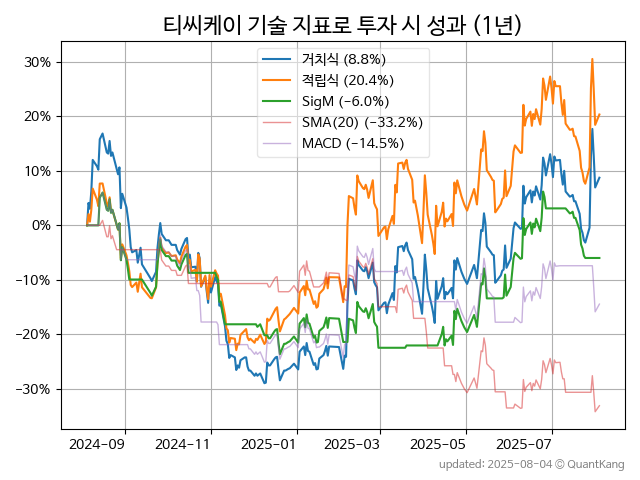 티씨케이 기술 지표로 투자 시 성과 (1년)
거치식 (8.8%)
적립식 (20.4%)
SigM (−6.0%)
SMA(20) (−33.2%)
MACD (−14.5%)
30%
20%
10%
0%
−10%
−20%
−30%
2024-09
2024-11
2025-01
2025-03
2025-05
2025-07
updated: 2025-08-04 ⓒ QuantKang